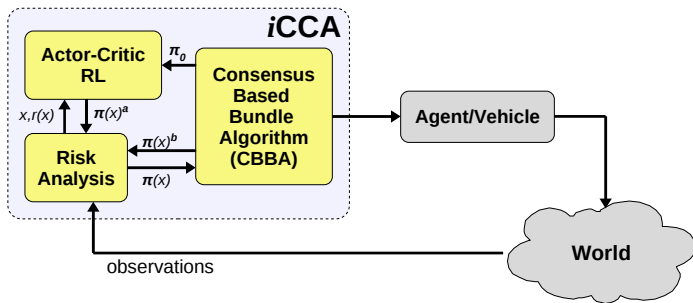 iCCA
Actor-Critic
RL
π₀
Consensus
Based
Bundle
Algorithm
(CBBA)
Agent/Vehicle
x,r(x)
π(x)ᵃ
π(x)ᵇ
Risk
Analysis
π(x)
World
observations